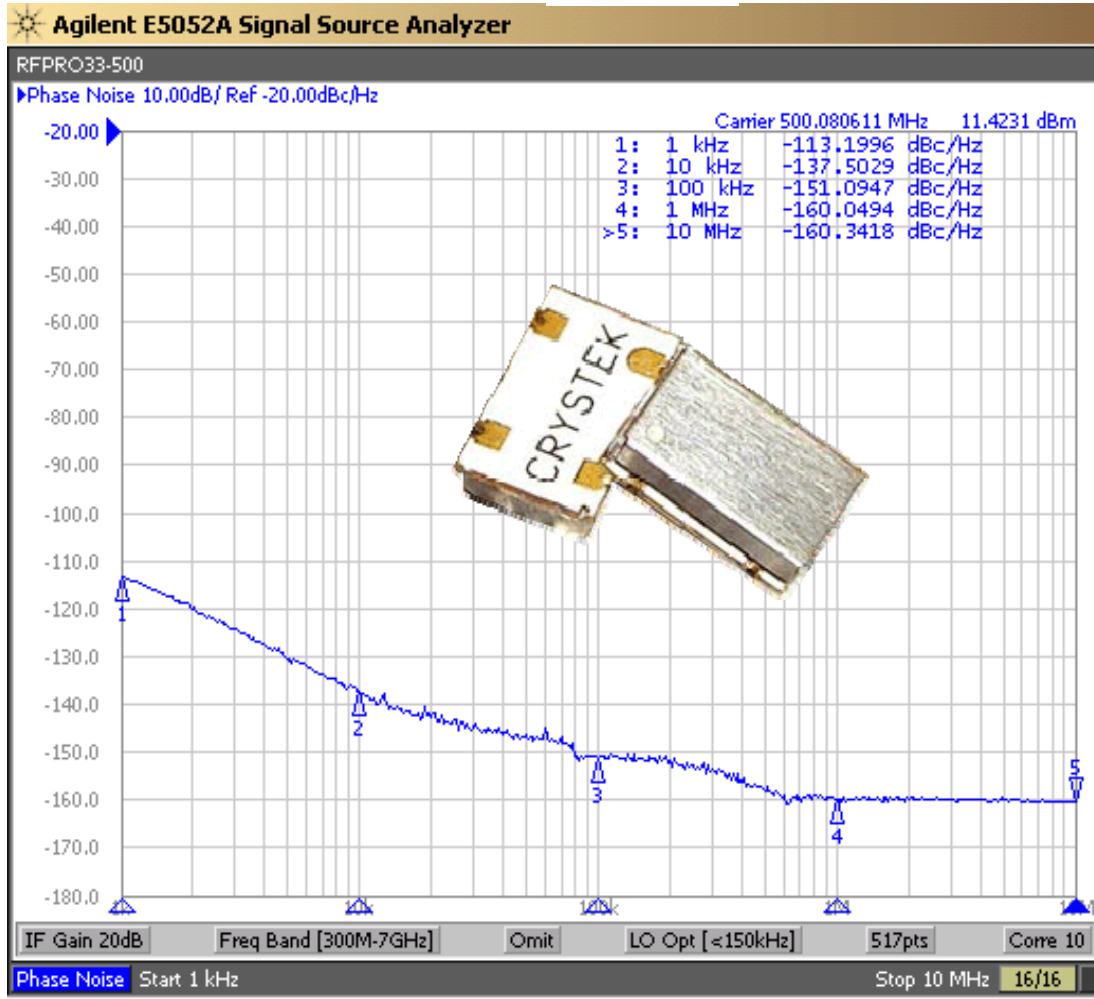 Agilent E5052A Signal Source Analyzer
RFPRO33-500
Phase Noise 10.00dB/ Ref -20.00dBc/Hz
Carrier 500.080611 MHz 11.4231 dBm
1: 1 kHz -113.1996 dBc/Hz
2: 10 kHz -137.5029 dBc/Hz
3: 100 kHz -151.0947 dBc/Hz
4: 1 MHz -160.0494 dBc/Hz
>5: 10 MHz -160.3418 dBc/Hz
-20.00
-30.00
-40.00
-50.00
-60.00
-70.00
-80.00
-90.00
-100.0
-110.0
-120.0
-130.0
-140.0
-150.0
-160.0
-170.0
-180.0
CRYSTEK
1
2
3
4
5
IF Gain 20dB Freq Band [300M-7GHz] Omit LO Opt [<150kHz] 517pts Corre 10
Phase Noise Start 1 kHz Stop 10 MHz 16/16